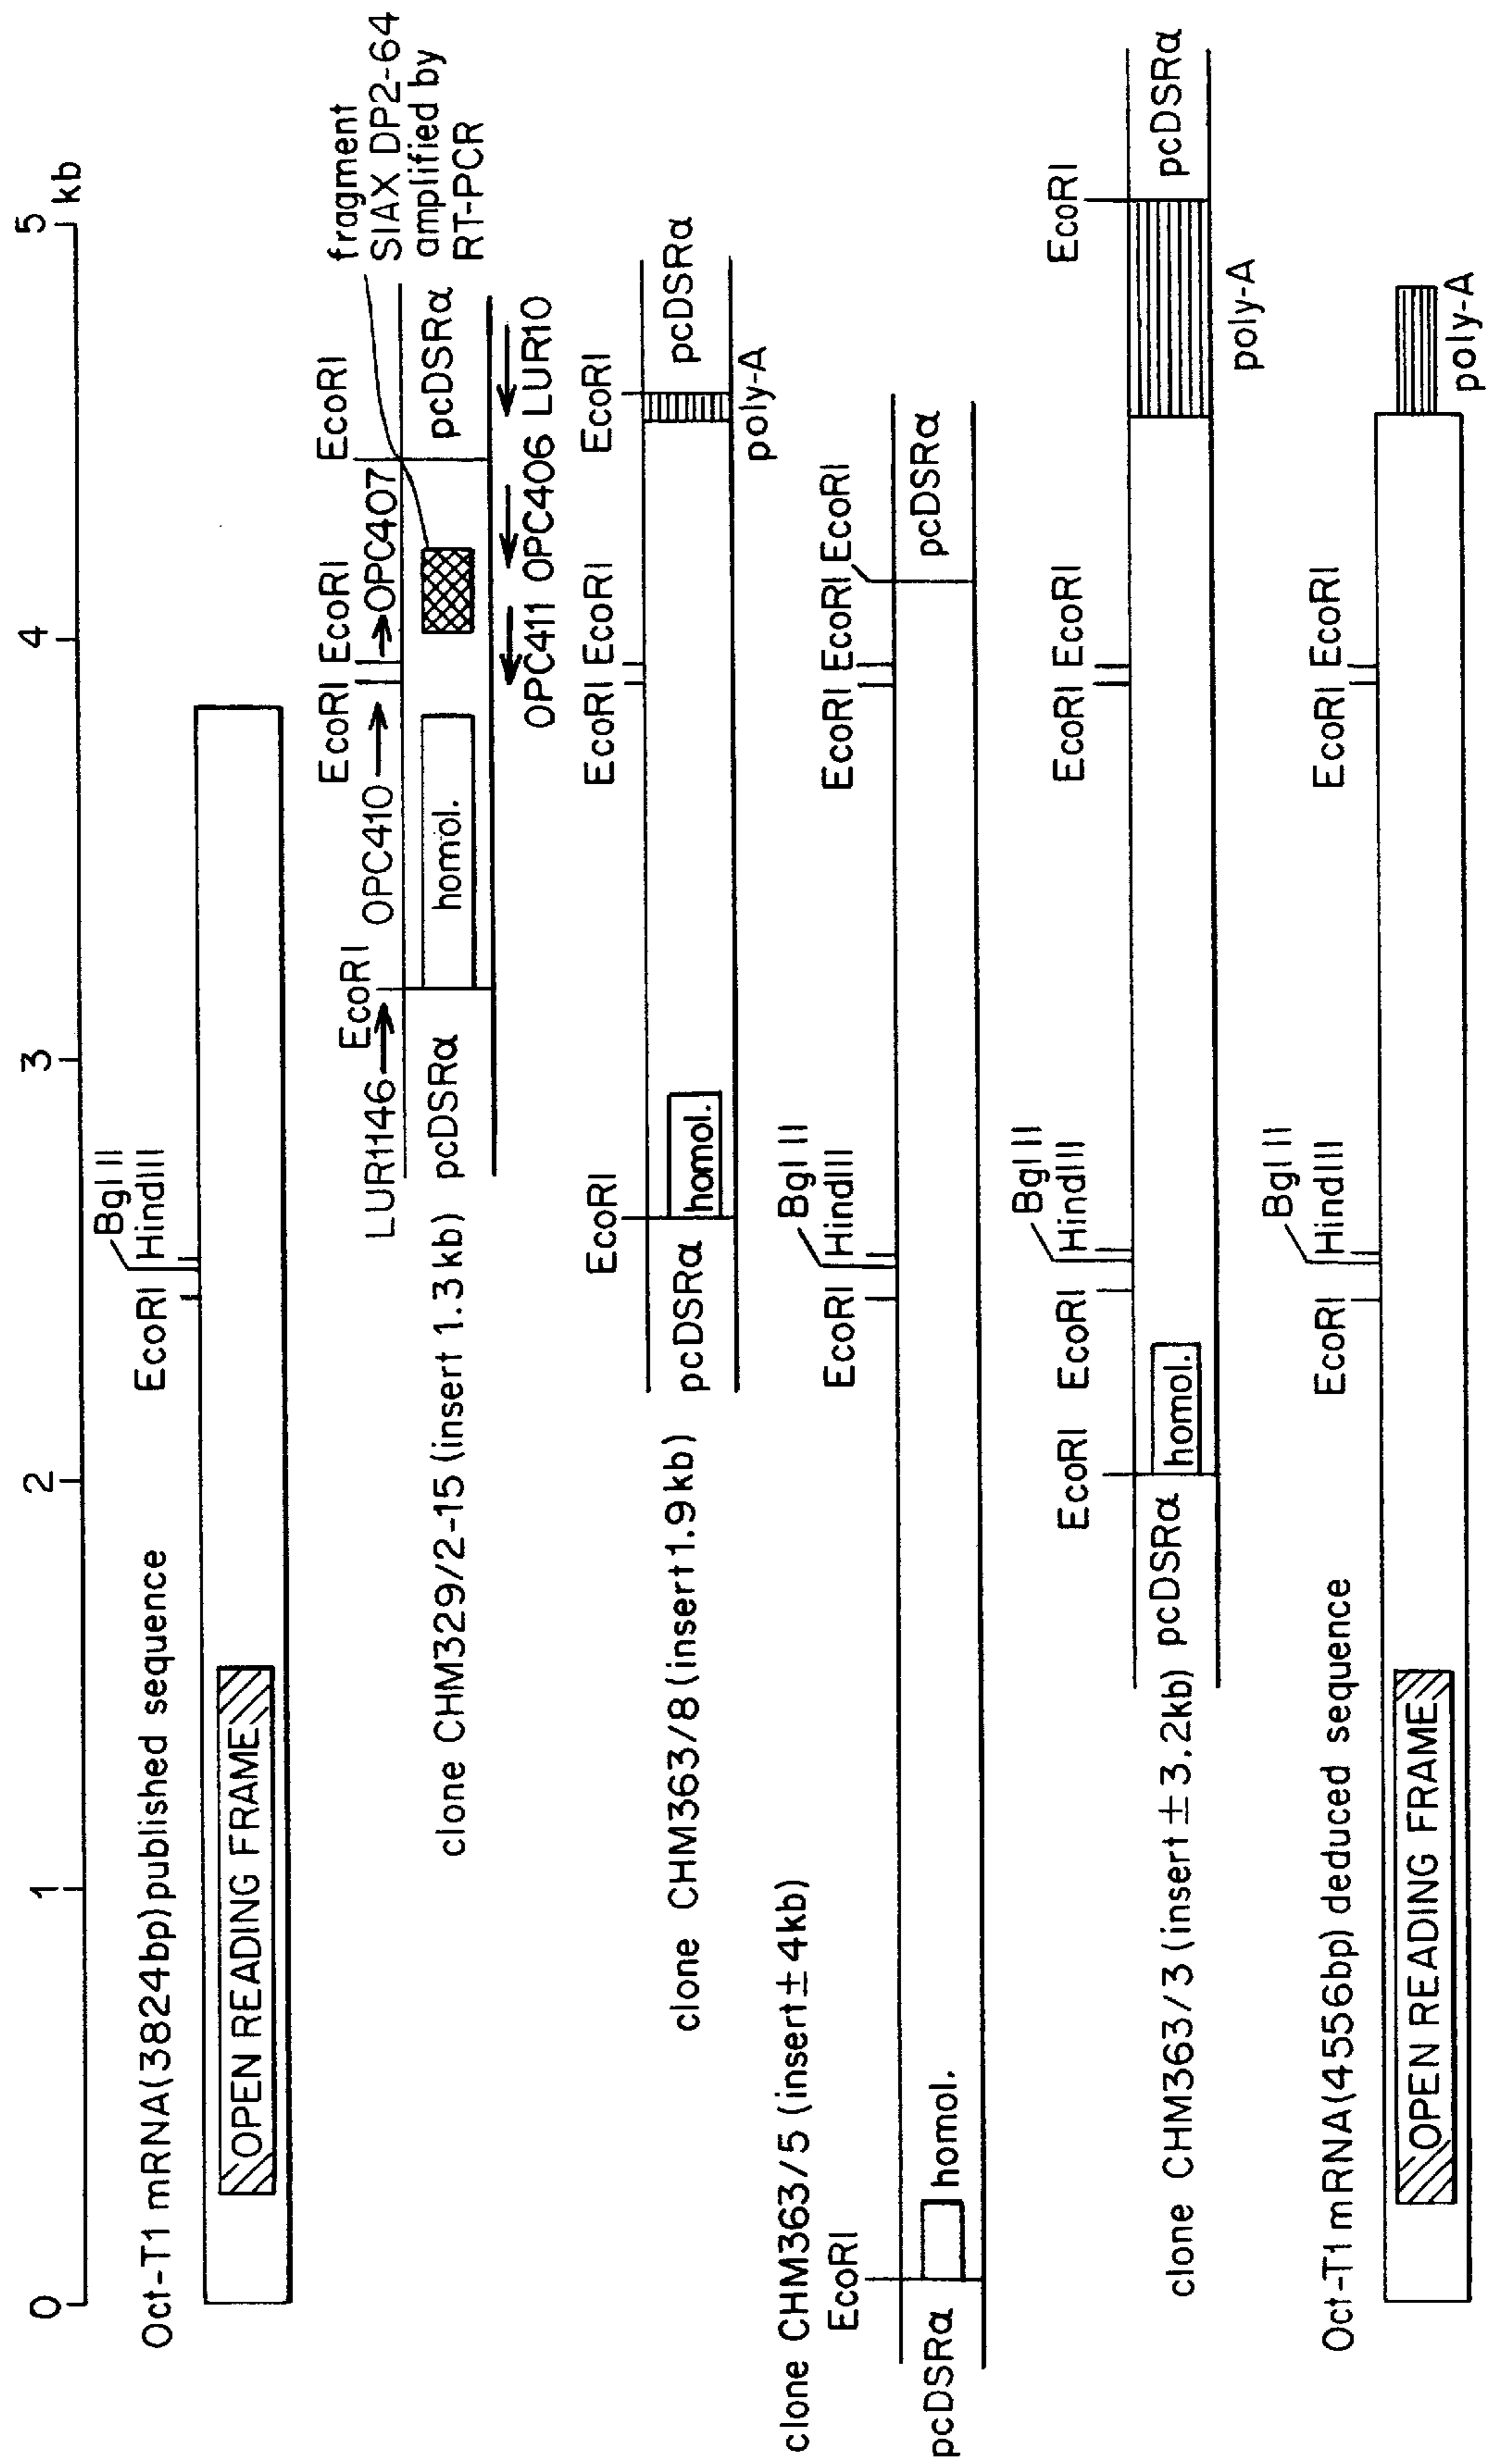 0 1 2 3 4 5 kb
Oct-T1 mRNA(3824bp)published sequence
EcoRI
BglII
HindIII
OPEN READING FRAME
fragment
SIAX DP2-64
amplified by
RT-PCR
LUR1146
EcoRI
OPC410
EcoRI
EcoRI
OPC407
EcoRI
clone CHM329/2-15 (insert 1.3kb)
pcDSRα
homol.
pcDSRα
OPC411
OPC406
LUR10
EcoRI
EcoRI
EcoRI
EcoRI
clone CHM363/8 (insert1.9kb)
pcDSRα
homol.
pcDSRα
poly-A
clone CHM363/5 (insert±4kb)
EcoRI
EcoRI
BglII
HindIII
EcoRI
EcoRI
EcoRI
pcDSRα
homol.
pcDSRα
EcoRI
EcoRI
BglII
HindIII
EcoRI
EcoRI
EcoRI
clone CHM363/3 (insert±3.2kb)
pcDSRα
homol.
pcDSRα
poly-A
Oct-T1 mRNA(4556bp) deduced sequence
EcoRI
BglII
HindIII
EcoRI
EcoRI
OPEN READING FRAME
poly-A